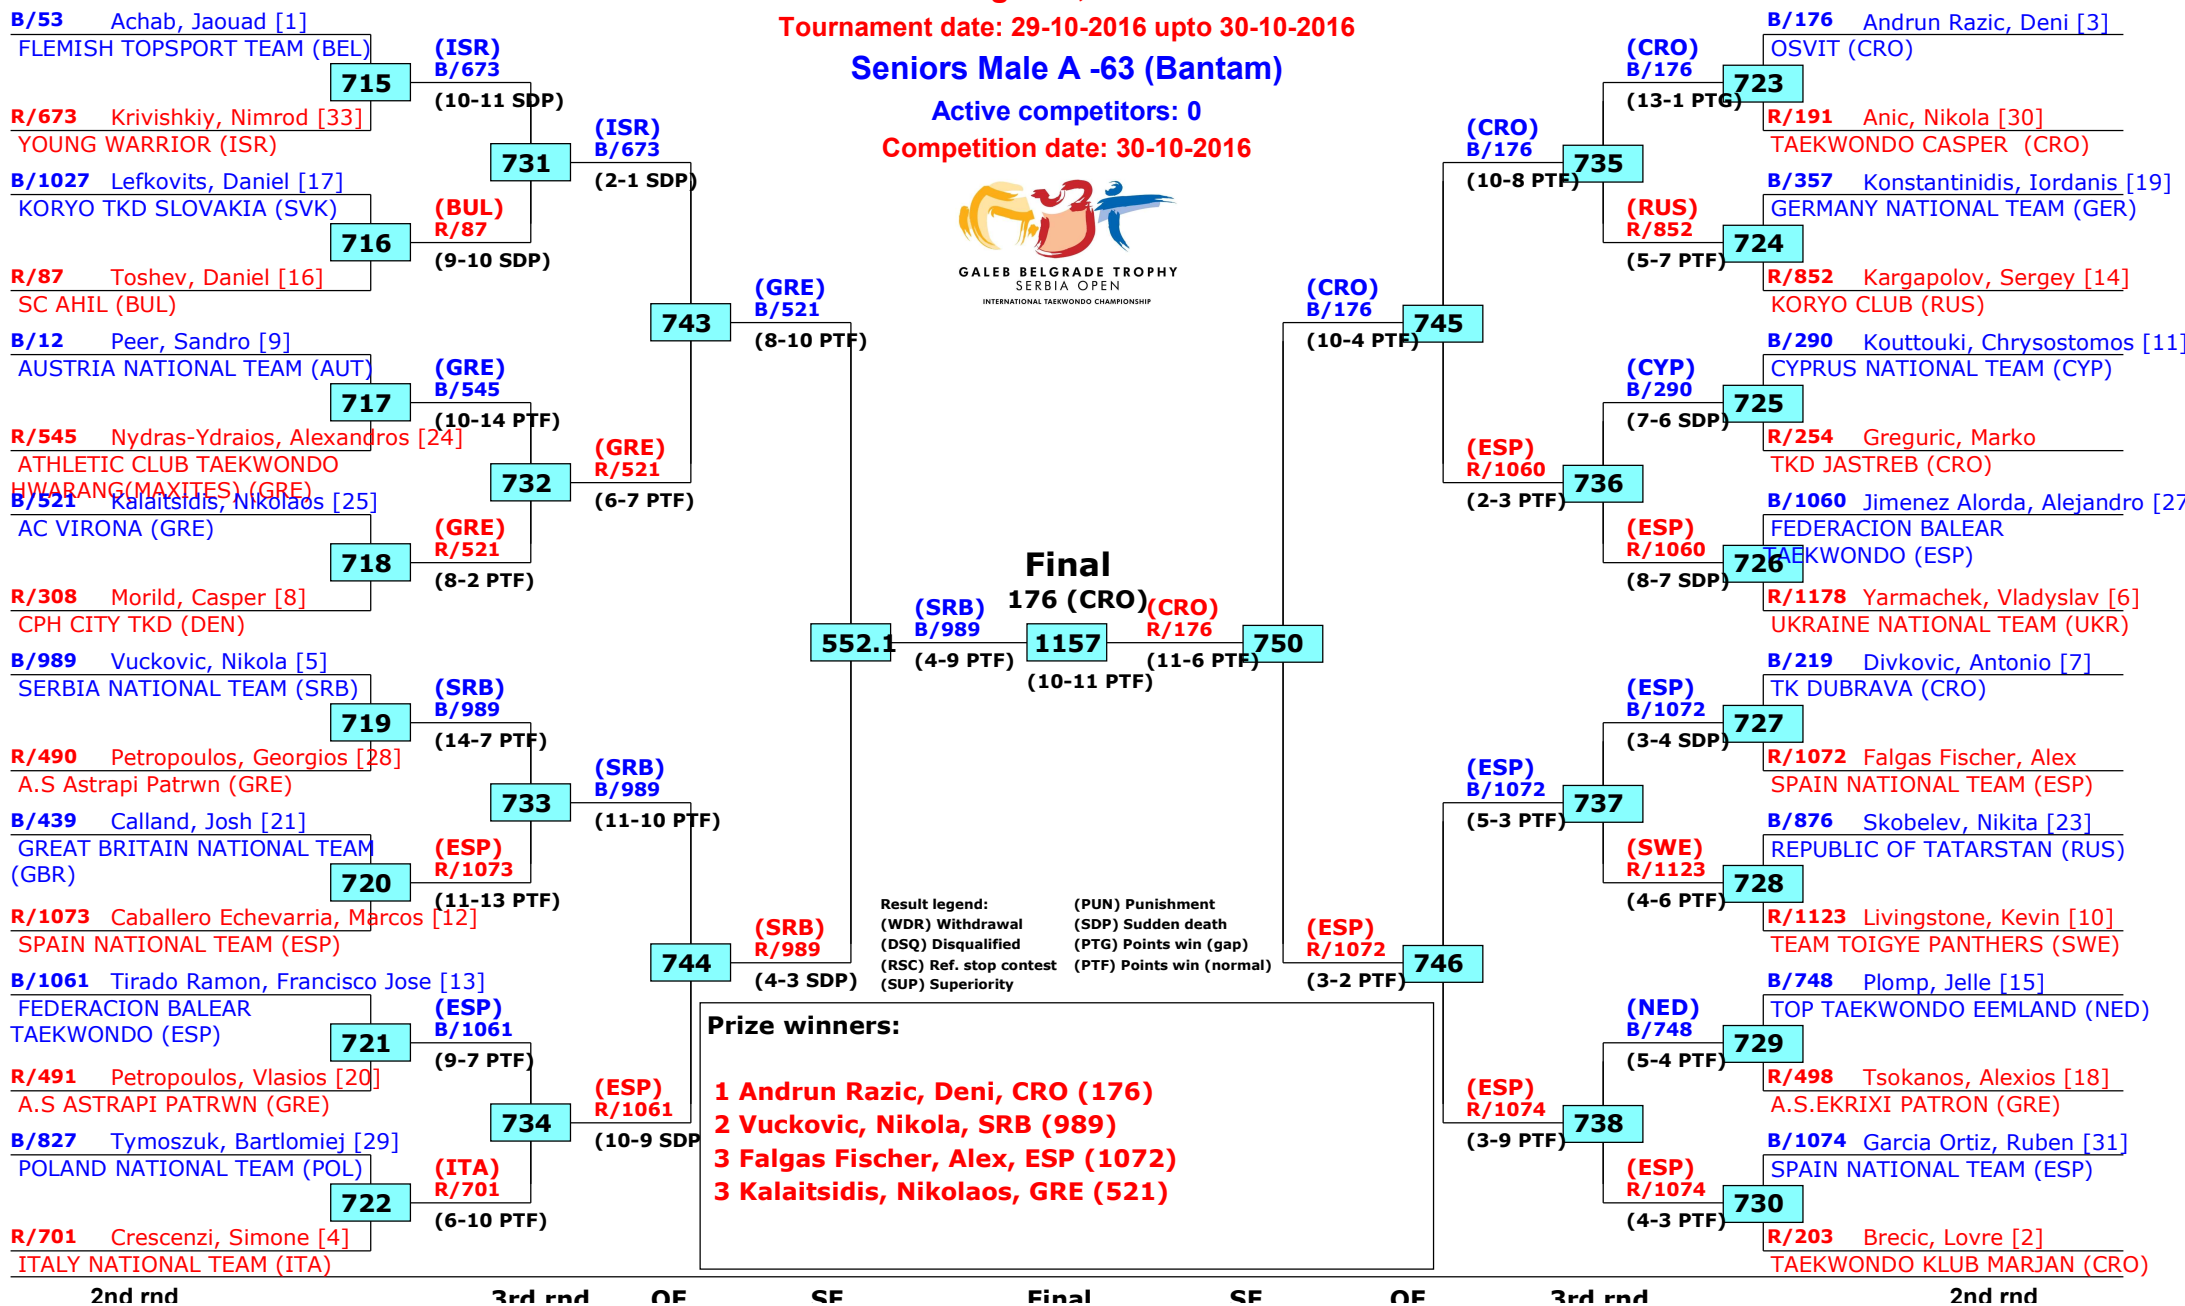 Tournament date: 29-10-2016 upto 30-10-2016
Seniors Male A -63 (Bantam)
Active competitors: 0
Competition date: 30-10-2016
GALEB BELGRADE TROPHY
SERBIA OPEN
INTERNATIONAL TAEKWONDO CHAMPIONSHIP
B/53 Achab, Jaouad [1]
FLEMISH TOPSPORT TEAM (BEL)
715
R/673 Krivishkiy, Nimrod [33]
YOUNG WARRIOR (ISR)
B/1027 Lefkovits, Daniel [17]
KORYO TKD SLOVAKIA (SVK)
716
R/87 Toshev, Daniel [16]
SC AHIL (BUL)
B/12 Peer, Sandro [9]
AUSTRIA NATIONAL TEAM (AUT)
717
R/545 Nydras-Ydraios, Alexandros [24]
ATHLETIC CLUB TAEKWONDO
HWARANG(MAXITES) (GRE)
B/521 Kalaitsidis, Nikolaos [25]
AC VIRONA (GRE)
718
R/308 Morild, Casper [8]
CPH CITY TKD (DEN)
B/989 Vuckovic, Nikola [5]
SERBIA NATIONAL TEAM (SRB)
719
R/490 Petropoulos, Georgios [28]
A.S Astrapi Patrwn (GRE)
B/439 Calland, Josh [21]
GREAT BRITAIN NATIONAL TEAM
(GBR)
720
R/1073 Caballero Echevarria, Marcos [12]
SPAIN NATIONAL TEAM (ESP)
B/1061 Tirado Ramon, Francisco Jose [13]
FEDERACION BALEAR
TAEKWONDO (ESP)
721
R/491 Petropoulos, Vlasios [20]
A.S ASTRAPI PATRWN (GRE)
B/827 Tymoszuk, Bartlomiej [29]
POLAND NATIONAL TEAM (POL)
722
R/701 Crescenzi, Simone [4]
ITALY NATIONAL TEAM (ITA)
(ISR)
B/673
(10-11 SDP)
731
(BUL)
R/87
(9-10 SDP)
(GRE)
B/545
(10-14 PTF)
732
(GRE)
R/521
(8-2 PTF)
(SRB)
B/989
(14-7 PTF)
733
(ESP)
R/1073
(11-13 PTF)
(ESP)
B/1061
(9-7 PTF)
734
(ITA)
R/701
(6-10 PTF)
(ISR)
B/673
(2-1 SDP)
743
(GRE)
R/521
(6-7 PTF)
(SRB)
B/989
(11-10 PTF)
744
(ESP)
R/1061
(10-9 SDP
(GRE)
B/521
(8-10 PTF)
552.1
(SRB)
R/989
(4-3 SDP)
(SRB)
B/989
(4-9 PTF)
Final
176 (CRO)
1157
(10-11 PTF)
(CRO)
R/176
(11-6 PTF)
750
(CRO)
B/176
(10-4 PTF)
745
(ESP)
R/1072
(3-2 PTF)
746
(CRO)
B/176
(10-8 PTF)
735
(ESP)
R/1060
(2-3 PTF)
736
(ESP)
B/1072
(5-3 PTF)
737
(ESP)
R/1074
(3-9 PTF)
738
(CRO)
B/176
(13-1 PTG)
723
(RUS)
R/852
(5-7 PTF)
724
(CYP)
B/290
(7-6 SDP)
725
(ESP)
R/1060
(8-7 SDP)
726
(ESP)
B/1072
(3-4 SDP)
727
(SWE)
R/1123
(4-6 PTF)
728
(NED)
B/748
(5-4 PTF)
729
(ESP)
R/1074
(4-3 PTF)
730
B/176 Andrun Razic, Deni [3]
OSVIT (CRO)
R/191 Anic, Nikola [30]
TAEKWONDO CASPER (CRO)
B/357 Konstantinidis, Iordanis [19]
GERMANY NATIONAL TEAM (GER)
R/852 Kargapolov, Sergey [14]
KORYO CLUB (RUS)
B/290 Kouttouki, Chrysostomos [11]
CYPRUS NATIONAL TEAM (CYP)
R/254 Greguric, Marko
TKD JASTREB (CRO)
B/1060 Jimenez Alorda, Alejandro [27
FEDERACION BALEAR
TAEKWONDO (ESP)
R/1178 Yarmachek, Vladyslav [6]
UKRAINE NATIONAL TEAM (UKR)
B/219 Divkovic, Antonio [7]
TK DUBRAVA (CRO)
R/1072 Falgas Fischer, Alex
SPAIN NATIONAL TEAM (ESP)
B/876 Skobelev, Nikita [23]
REPUBLIC OF TATARSTAN (RUS)
R/1123 Livingstone, Kevin [10]
TEAM TOIGYE PANTHERS (SWE)
B/748 Plomp, Jelle [15]
TOP TAEKWONDO EEMLAND (NED)
R/498 Tsokanos, Alexios [18]
A.S.EKRIXI PATRON (GRE)
B/1074 Garcia Ortiz, Ruben [31]
SPAIN NATIONAL TEAM (ESP)
R/203 Brecic, Lovre [2]
TAEKWONDO KLUB MARJAN (CRO)
Result legend: (PUN) Punishment
(WDR) Withdrawal (SDP) Sudden death
(DSQ) Disqualified (PTG) Points win (gap)
(RSC) Ref. stop contest (PTF) Points win (normal)
(SUP) Superiority
Prize winners:
1 Andrun Razic, Deni, CRO (176)
2 Vuckovic, Nikola, SRB (989)
3 Falgas Fischer, Alex, ESP (1072)
3 Kalaitsidis, Nikolaos, GRE (521)
2nd rnd 3rd rnd QF SF Final SF QF 3rd rnd 2nd rnd